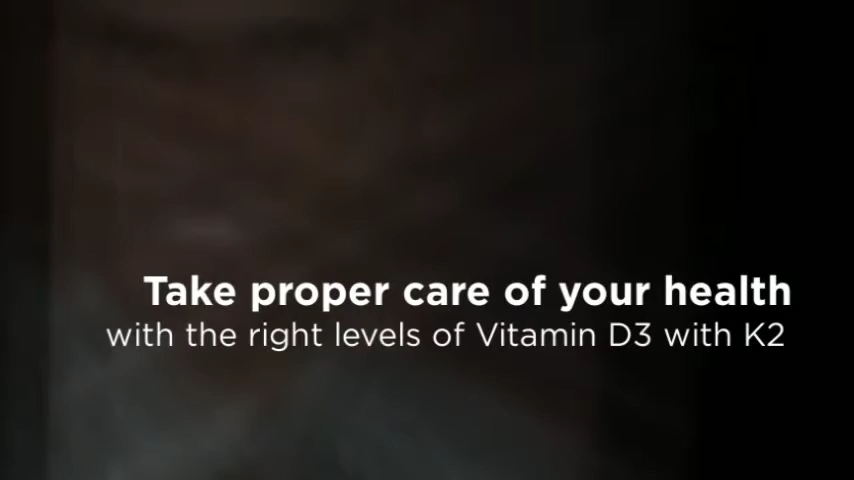 Take proper care of your health
with the right levels of Vitamin D3 with K2